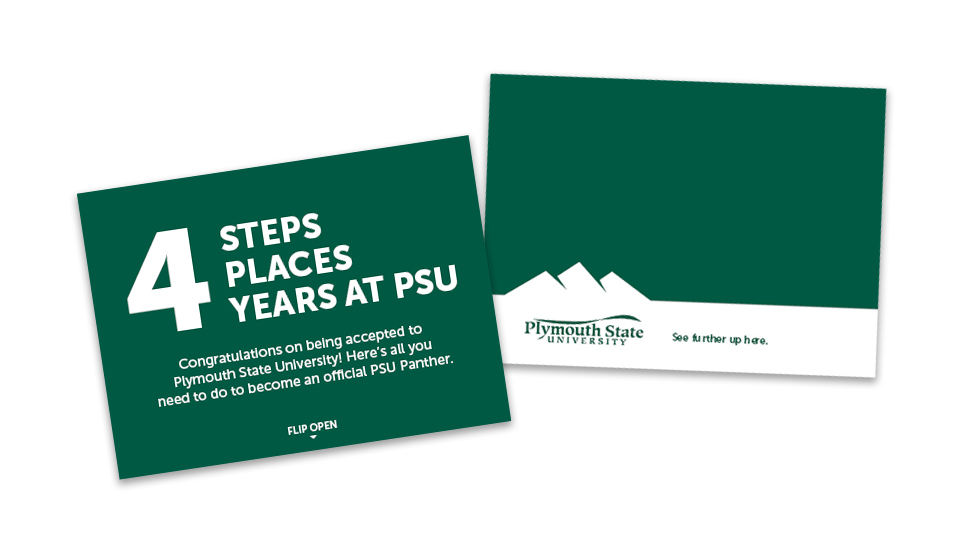 4
STEPS
PLACES
YEARS AT PSU
Congratulations on being accepted to
Plymouth State University! Here's all you
need to do to become an official PSU Panther.
FLIP OPEN
Plymouth State
UNIVERSITY
See further up here.